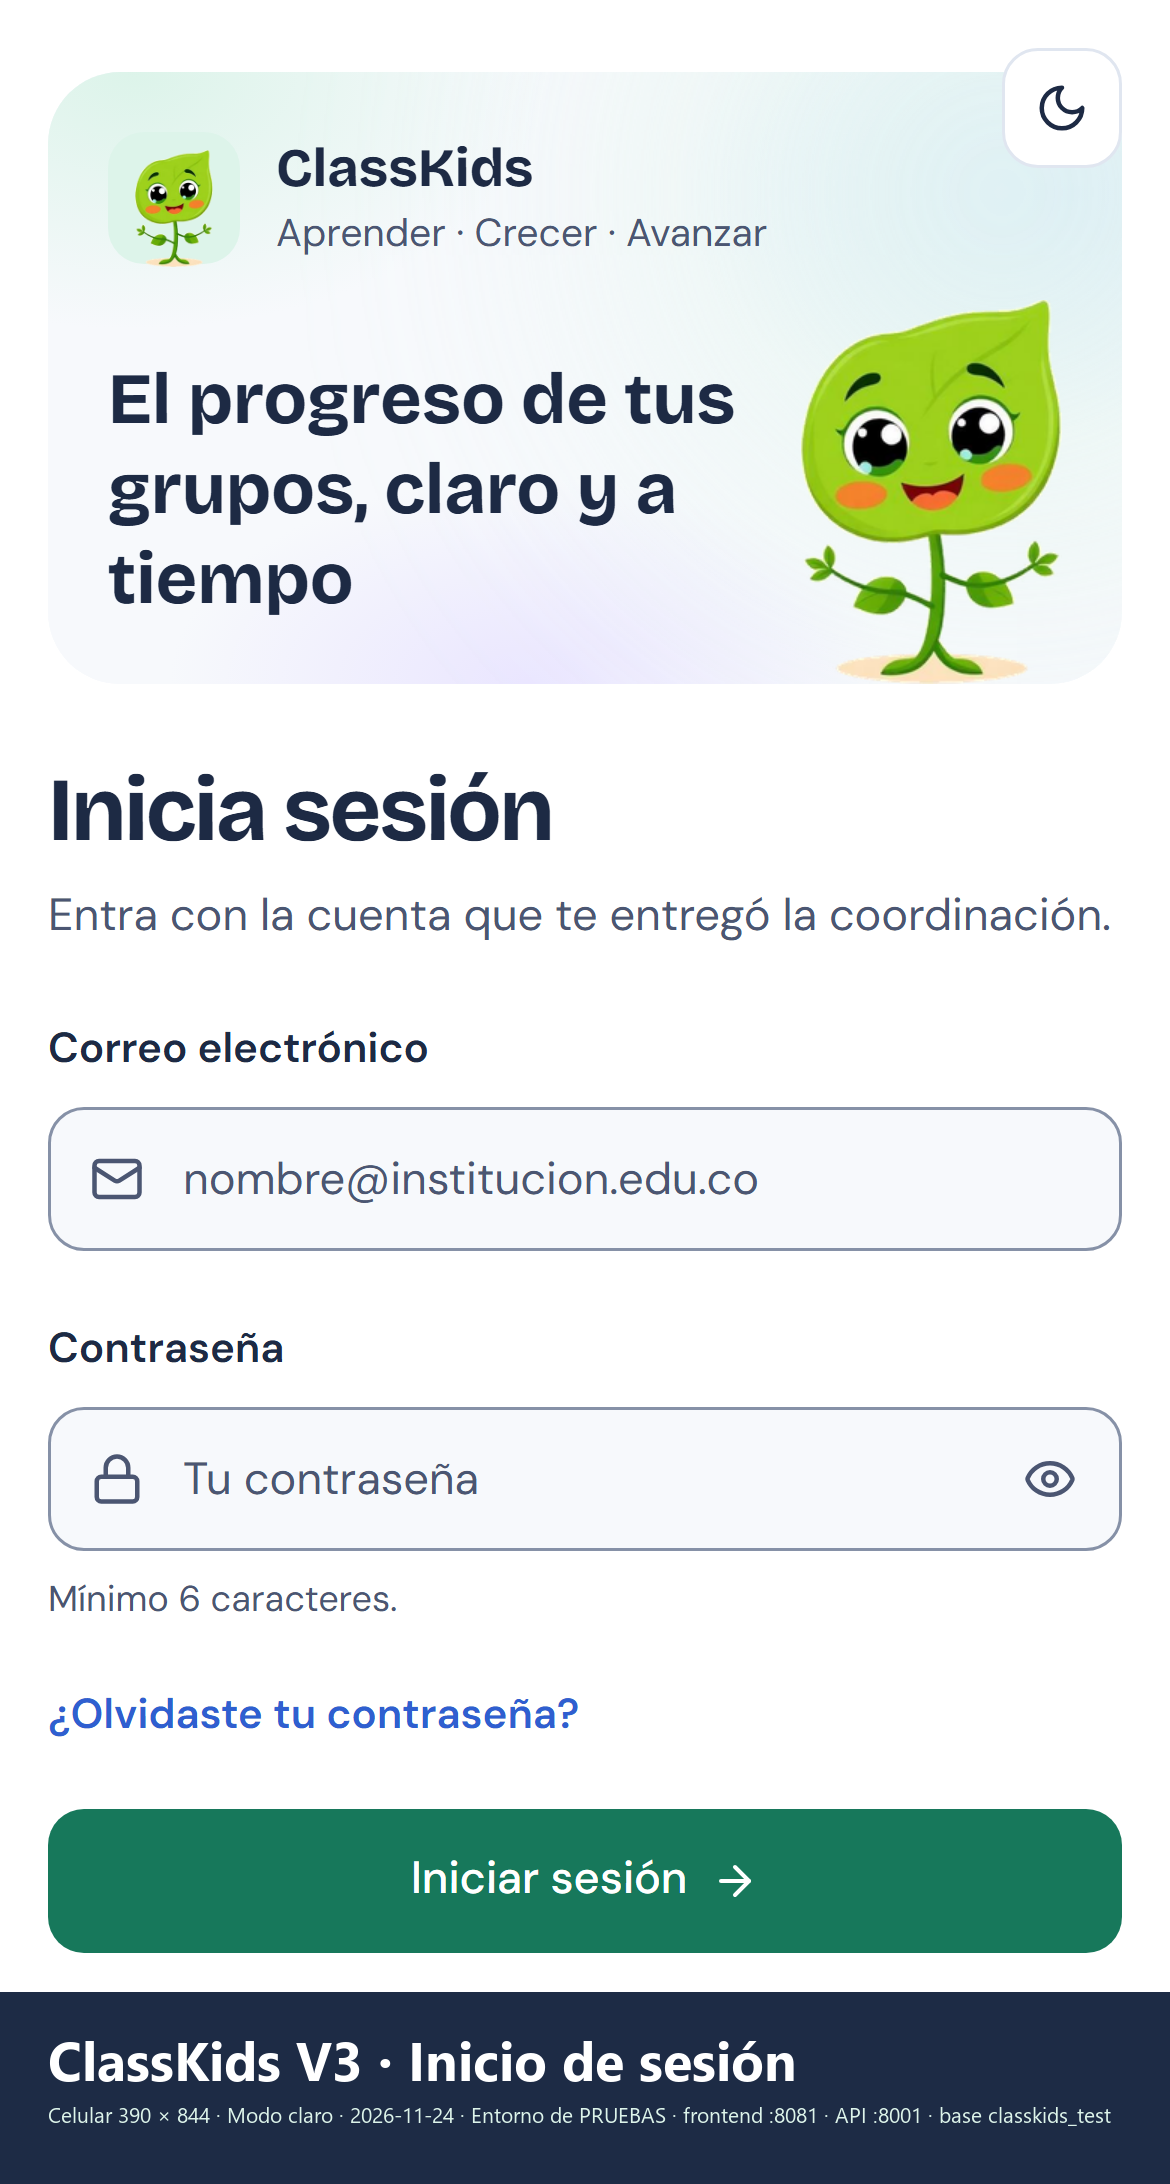 ClassKids
Aprender · Crecer · Avanzar
El progreso de tus
grupos, claro y a
tiempo
Inicia sesión
Entra con la cuenta que te entregó la coordinación.
Correo electrónico
nombre@institucion.edu.co
Contraseña
Tu contraseña
Mínimo 6 caracteres.
¿Olvidaste tu contraseña?
Iniciar sesión →
ClassKids V3 · Inicio de sesión
Celular 390 × 844 · Modo claro · 2026-11-24 · Entorno de PRUEBAS · frontend :8081 · API :8001 · base classkids_test